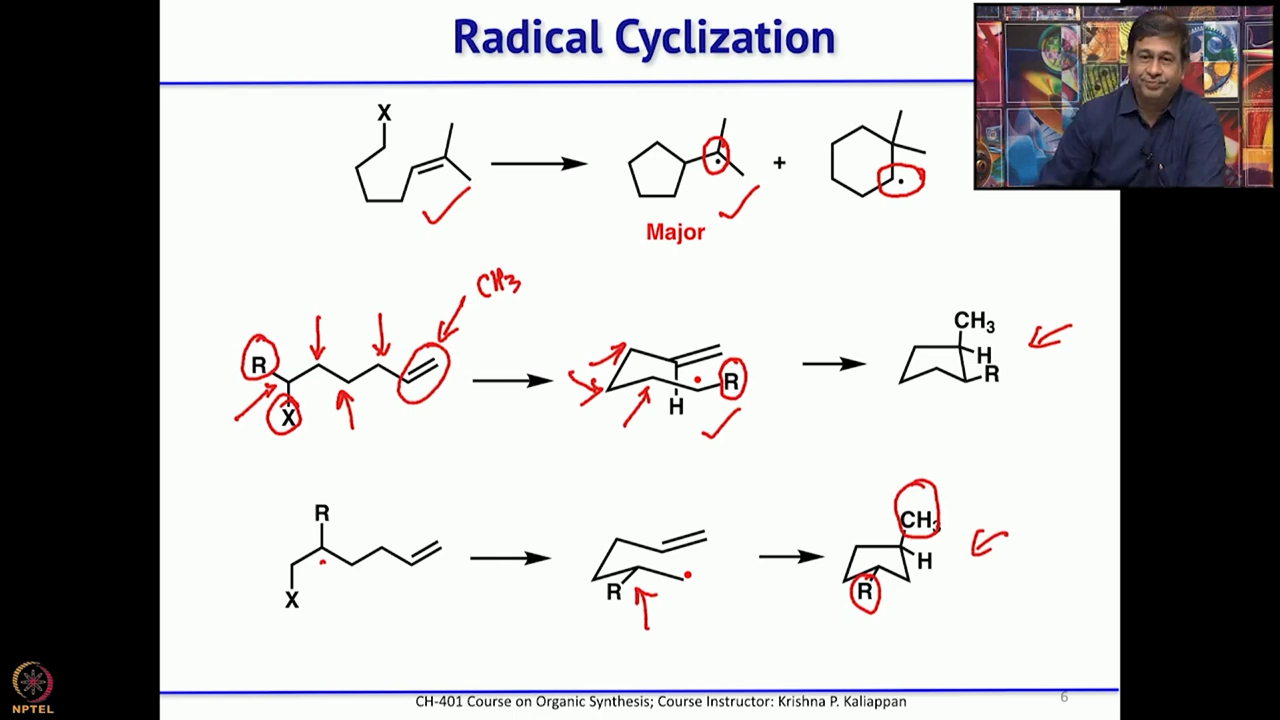 Radical Cyclization
X
+
Major
CH3
R
X
R
H
CH3
H
R
R
X
R
CH3
H
R
6
CH-401 Course on Organic Synthesis; Course Instructor: Krishna P. Kaliappan
NPTEL